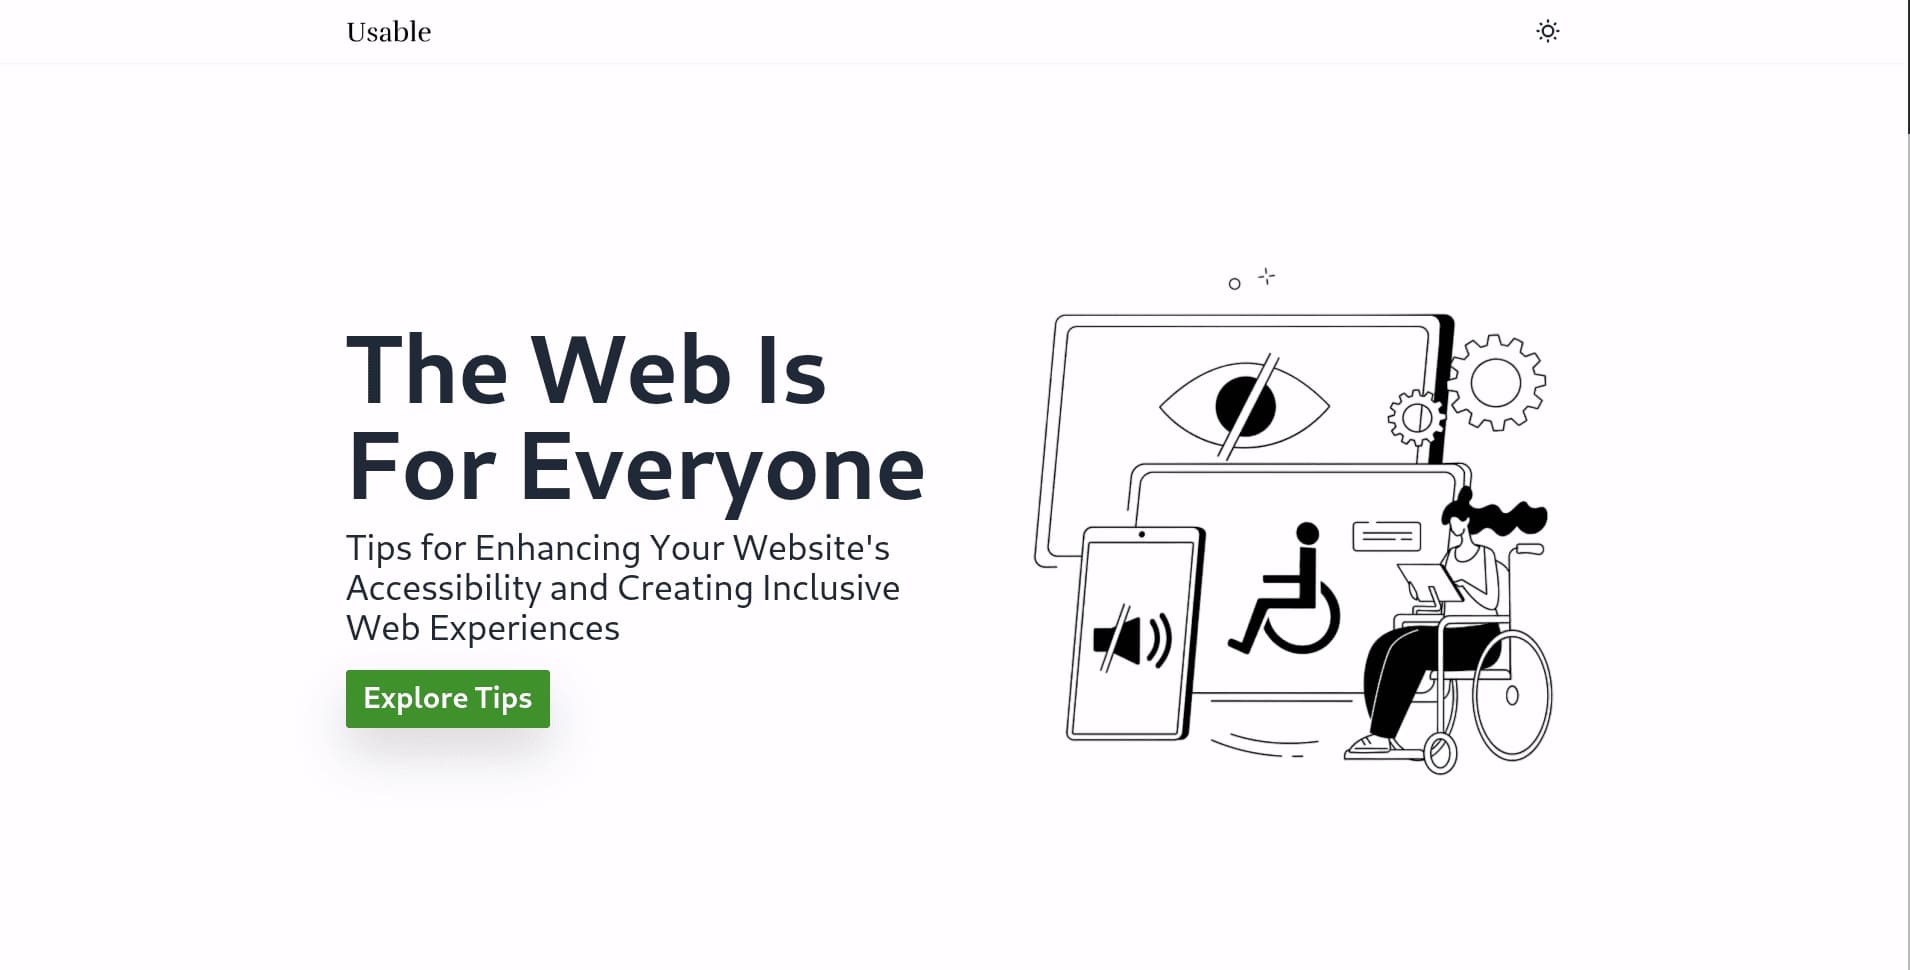 Usable
The Web Is
For Everyone
Tips for Enhancing Your Website's
Accessibility and Creating Inclusive
Web Experiences
Explore Tips